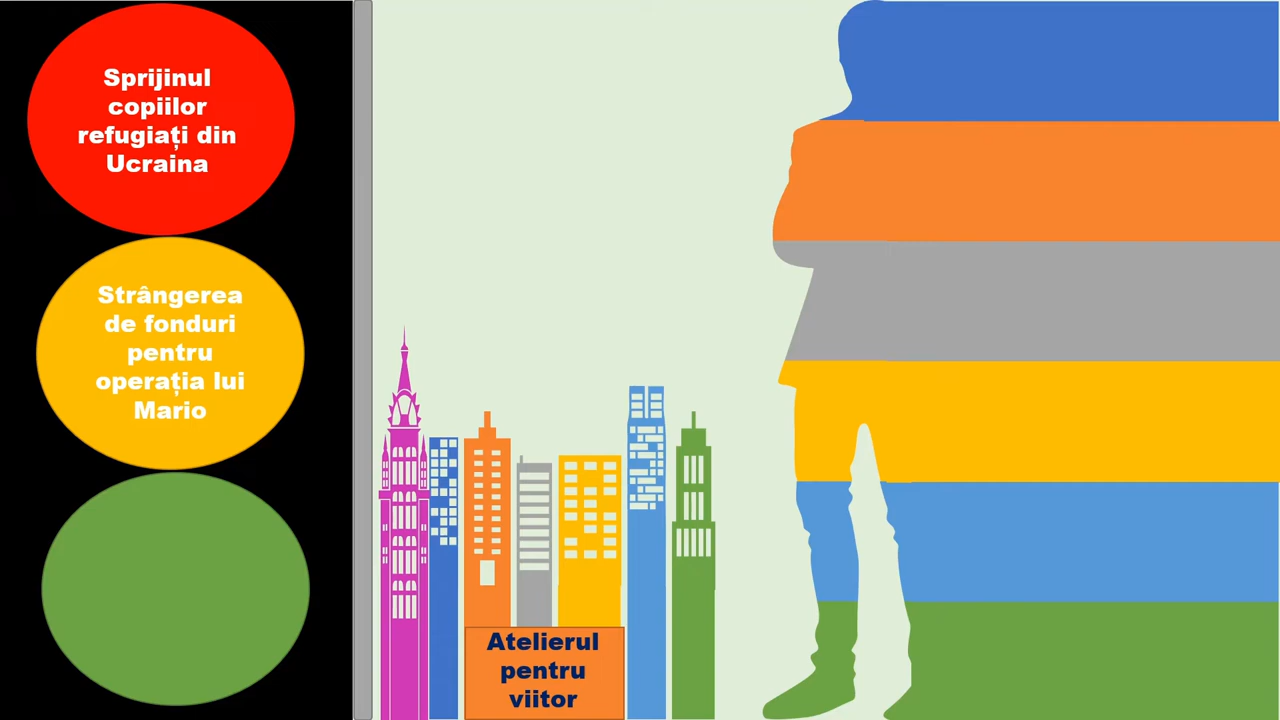 Sprijinul
copiilor
refugiați din
Ucraina
Strângerea
de fonduri
pentru
operația lui
Mario
Atelierul
pentru
viitor